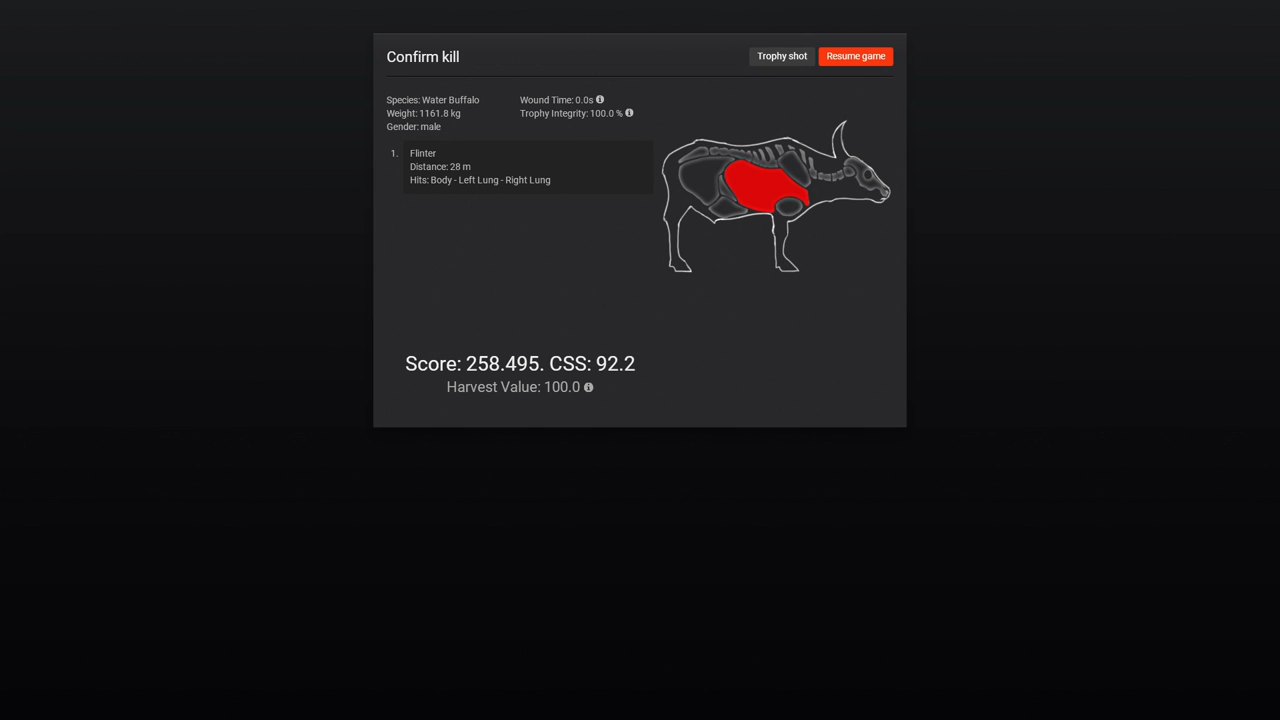 Confirm kill
Trophy shot
Resume game
Species: Water Buffalo
Weight: 1161.8 kg
Gender: male
Wound Time: 0.0s
Trophy Integrity: 100.0 %
1.
Flinter
Distance: 28 m
Hits: Body - Left Lung - Right Lung
Score: 258.495. CSS: 92.2
Harvest Value: 100.0